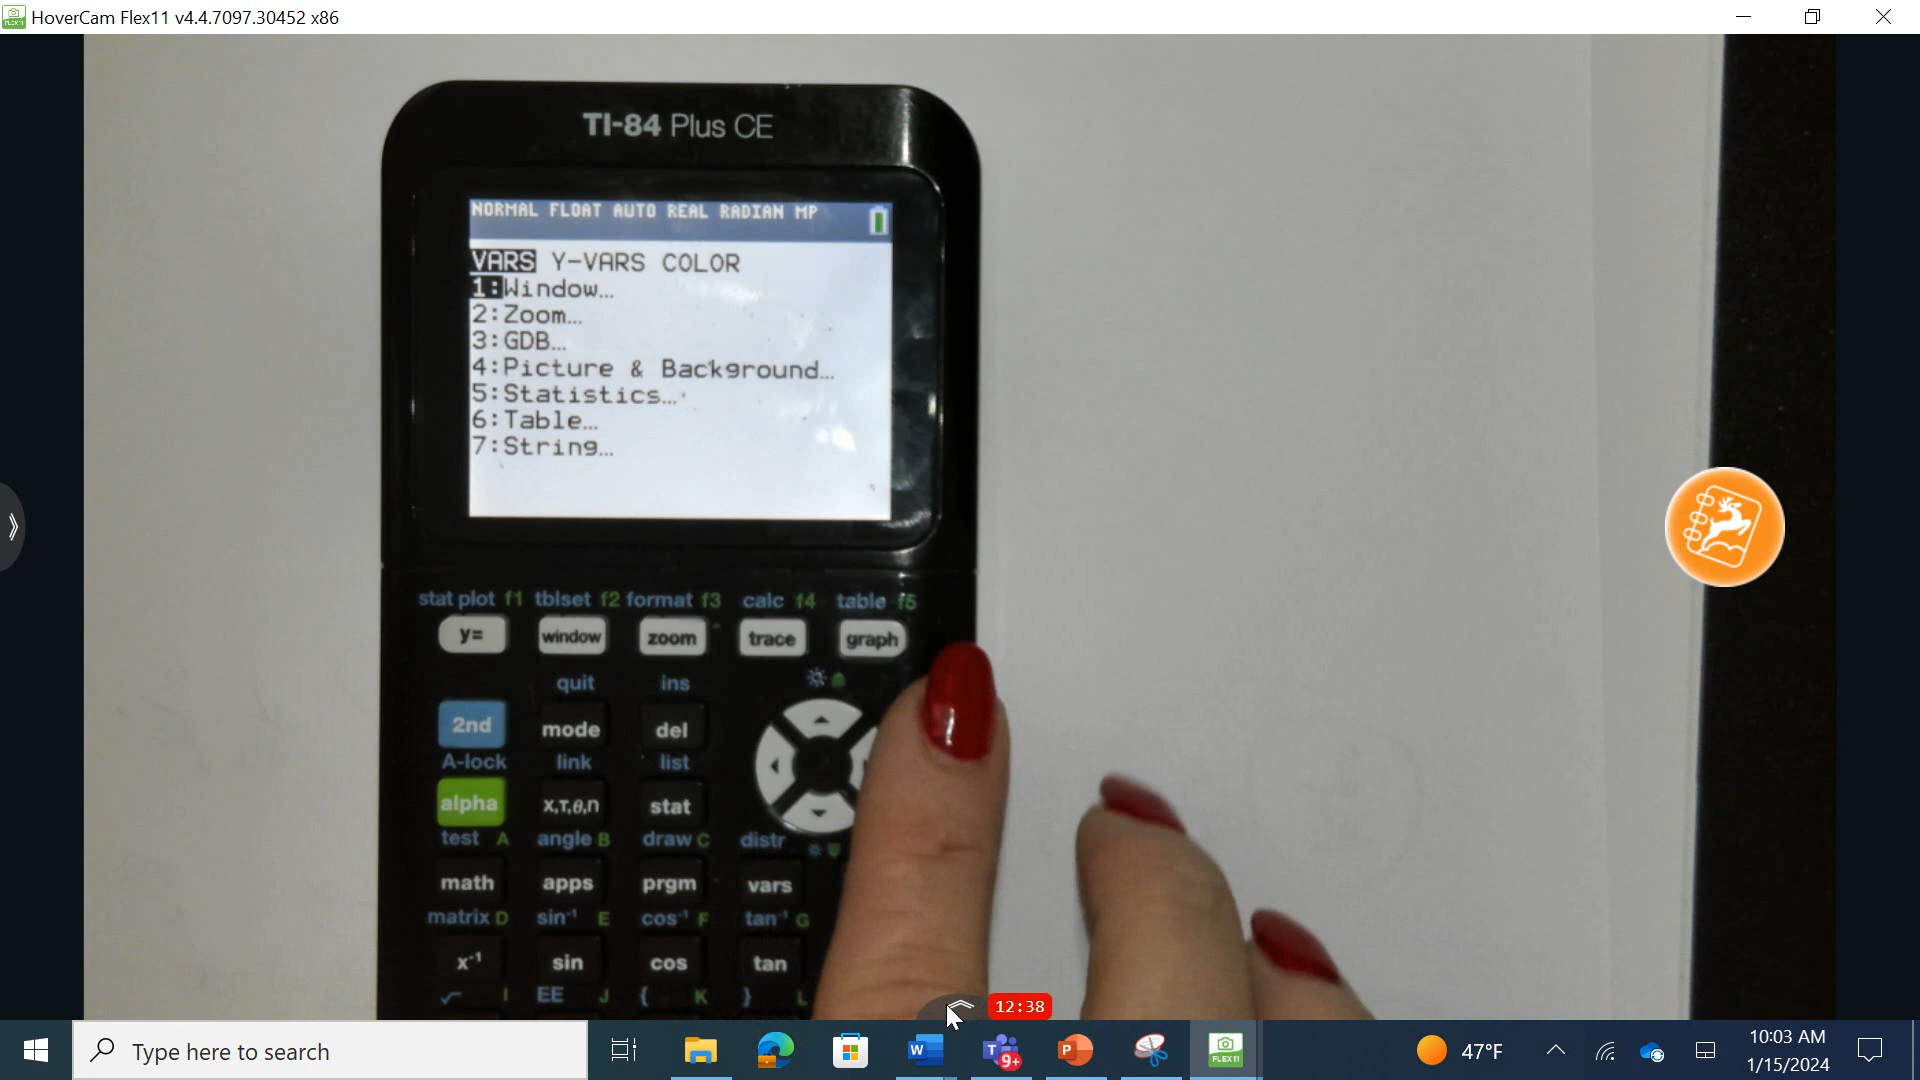 HoverCam Flex11 v4.4.7097.30452 x86
TI-84 Plus CE
NORMAL FLOAT AUTO REAL RADIAN MP
VARS Y-VARS COLOR
1:Window...
2:Zoom...
3:GDB...
4:Picture & Background...
5:Statistics...
6:Table...
7:String...
stat plot f1 tblset f2 format f3 calc f4 table f5
y= window zoom trace graph
quit ins
2nd mode del
A-lock link list
alpha X,T,θ,n stat
test A angle B draw C distr
math apps prgm vars
matrix D sin⁻¹ E cos⁻¹ F tan⁻¹ G
x⁻¹ sin cos tan
√ I EE J { K } L
12:38
Type here to search
W
T 9+
P
FLEX11
47°F
10:03 AM
1/15/2024